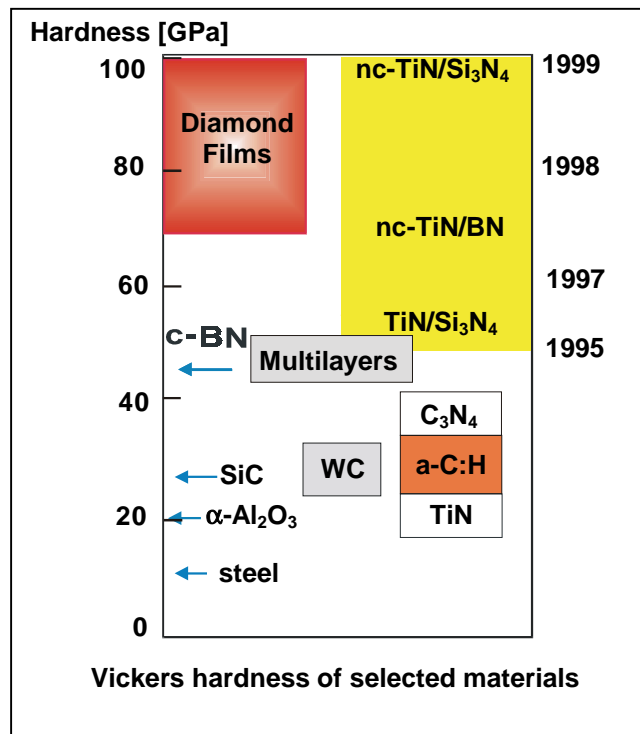 Hardness [GPa]
100
nc-TiN/Si₃N₄
1999
Diamond
Films
80
1998
nc-TiN/BN
60
1997
TiN/Si₃N₄
c-BN
Multilayers
1995
40
C₃N₄
WC
a-C:H
SiC
α-Al₂O₃
TiN
20
steel
0
Vickers hardness of selected materials